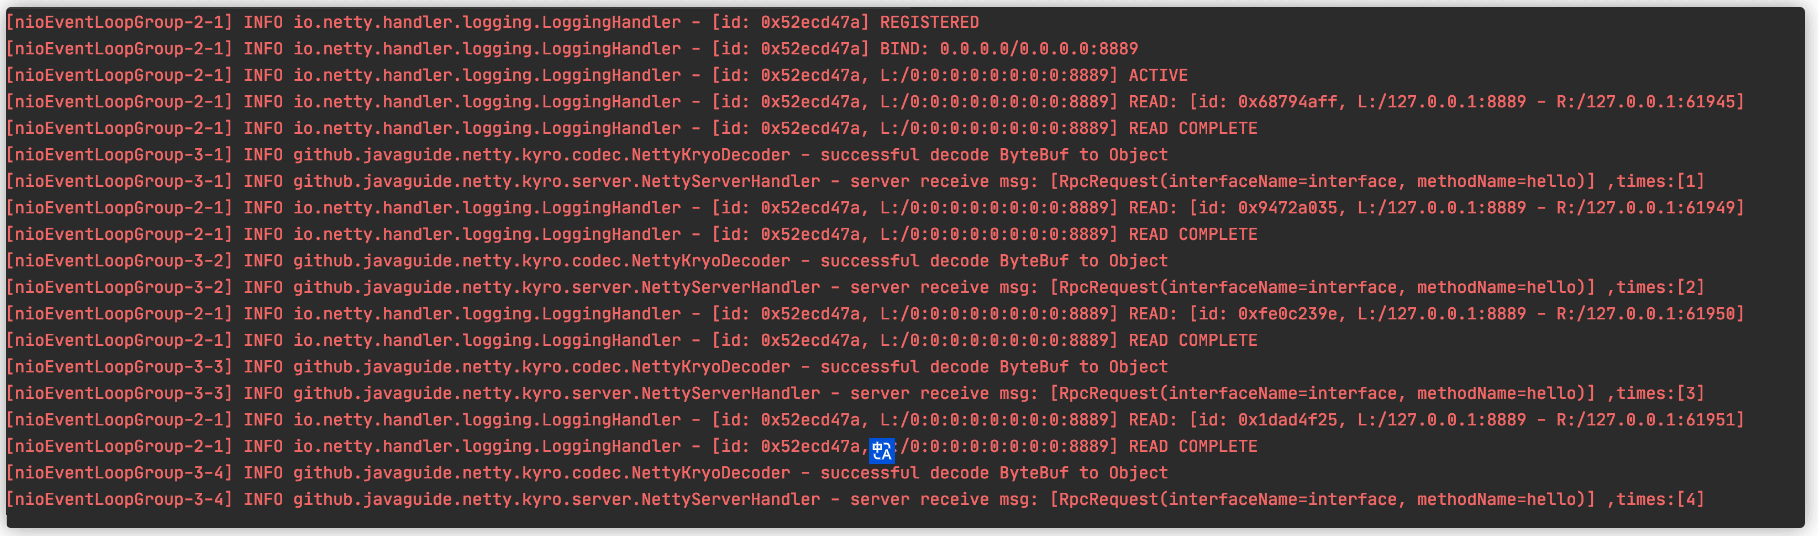 [nioEventLoopGroup-2-1] INFO io.netty.handler.logging.LoggingHandler - [id: 0x52ecd47a] REGISTERED
[nioEventLoopGroup-2-1] INFO io.netty.handler.logging.LoggingHandler - [id: 0x52ecd47a] BIND: 0.0.0.0/0.0.0.0:8889
[nioEventLoopGroup-2-1] INFO io.netty.handler.logging.LoggingHandler - [id: 0x52ecd47a, L:/0:0:0:0:0:0:0:0:8889] ACTIVE
[nioEventLoopGroup-2-1] INFO io.netty.handler.logging.LoggingHandler - [id: 0x52ecd47a, L:/0:0:0:0:0:0:0:0:8889] READ: [id: 0x68794aff, L:/127.0.0.1:8889 - R:/127.0.0.1:61945]
[nioEventLoopGroup-2-1] INFO io.netty.handler.logging.LoggingHandler - [id: 0x52ecd47a, L:/0:0:0:0:0:0:0:0:8889] READ COMPLETE
[nioEventLoopGroup-3-1] INFO github.javaguide.netty.kyro.codec.NettyKryoDecoder - successful decode ByteBuf to Object
[nioEventLoopGroup-3-1] INFO github.javaguide.netty.kyro.server.NettyServerHandler - server receive msg: [RpcRequest(interfaceName=interface, methodName=hello)] ,times:[1]
[nioEventLoopGroup-2-1] INFO io.netty.handler.logging.LoggingHandler - [id: 0x52ecd47a, L:/0:0:0:0:0:0:0:0:8889] READ: [id: 0x9472a035, L:/127.0.0.1:8889 - R:/127.0.0.1:61949]
[nioEventLoopGroup-2-1] INFO io.netty.handler.logging.LoggingHandler - [id: 0x52ecd47a, L:/0:0:0:0:0:0:0:0:8889] READ COMPLETE
[nioEventLoopGroup-3-2] INFO github.javaguide.netty.kyro.codec.NettyKryoDecoder - successful decode ByteBuf to Object
[nioEventLoopGroup-3-2] INFO github.javaguide.netty.kyro.server.NettyServerHandler - server receive msg: [RpcRequest(interfaceName=interface, methodName=hello)] ,times:[2]
[nioEventLoopGroup-2-1] INFO io.netty.handler.logging.LoggingHandler - [id: 0x52ecd47a, L:/0:0:0:0:0:0:0:0:8889] READ: [id: 0xfe0c239e, L:/127.0.0.1:8889 - R:/127.0.0.1:61950]
[nioEventLoopGroup-2-1] INFO io.netty.handler.logging.LoggingHandler - [id: 0x52ecd47a, L:/0:0:0:0:0:0:0:0:8889] READ COMPLETE
[nioEventLoopGroup-3-3] INFO github.javaguide.netty.kyro.codec.NettyKryoDecoder - successful decode ByteBuf to Object
[nioEventLoopGroup-3-3] INFO github.javaguide.netty.kyro.server.NettyServerHandler - server receive msg: [RpcRequest(interfaceName=interface, methodName=hello)] ,times:[3]
[nioEventLoopGroup-2-1] INFO io.netty.handler.logging.LoggingHandler - [id: 0x52ecd47a, L:/0:0:0:0:0:0:0:0:8889] READ: [id: 0x1dad4f25, L:/127.0.0.1:8889 - R:/127.0.0.1:61951]
[nioEventLoopGroup-2-1] INFO io.netty.handler.logging.LoggingHandler - [id: 0x52ecd47a, 中A /0:0:0:0:0:0:0:0:8889] READ COMPLETE
[nioEventLoopGroup-3-4] INFO github.javaguide.netty.kyro.codec.NettyKryoDecoder - successful decode ByteBuf to Object
[nioEventLoopGroup-3-4] INFO github.javaguide.netty.kyro.server.NettyServerHandler - server receive msg: [RpcRequest(interfaceName=interface, methodName=hello)] ,times:[4]